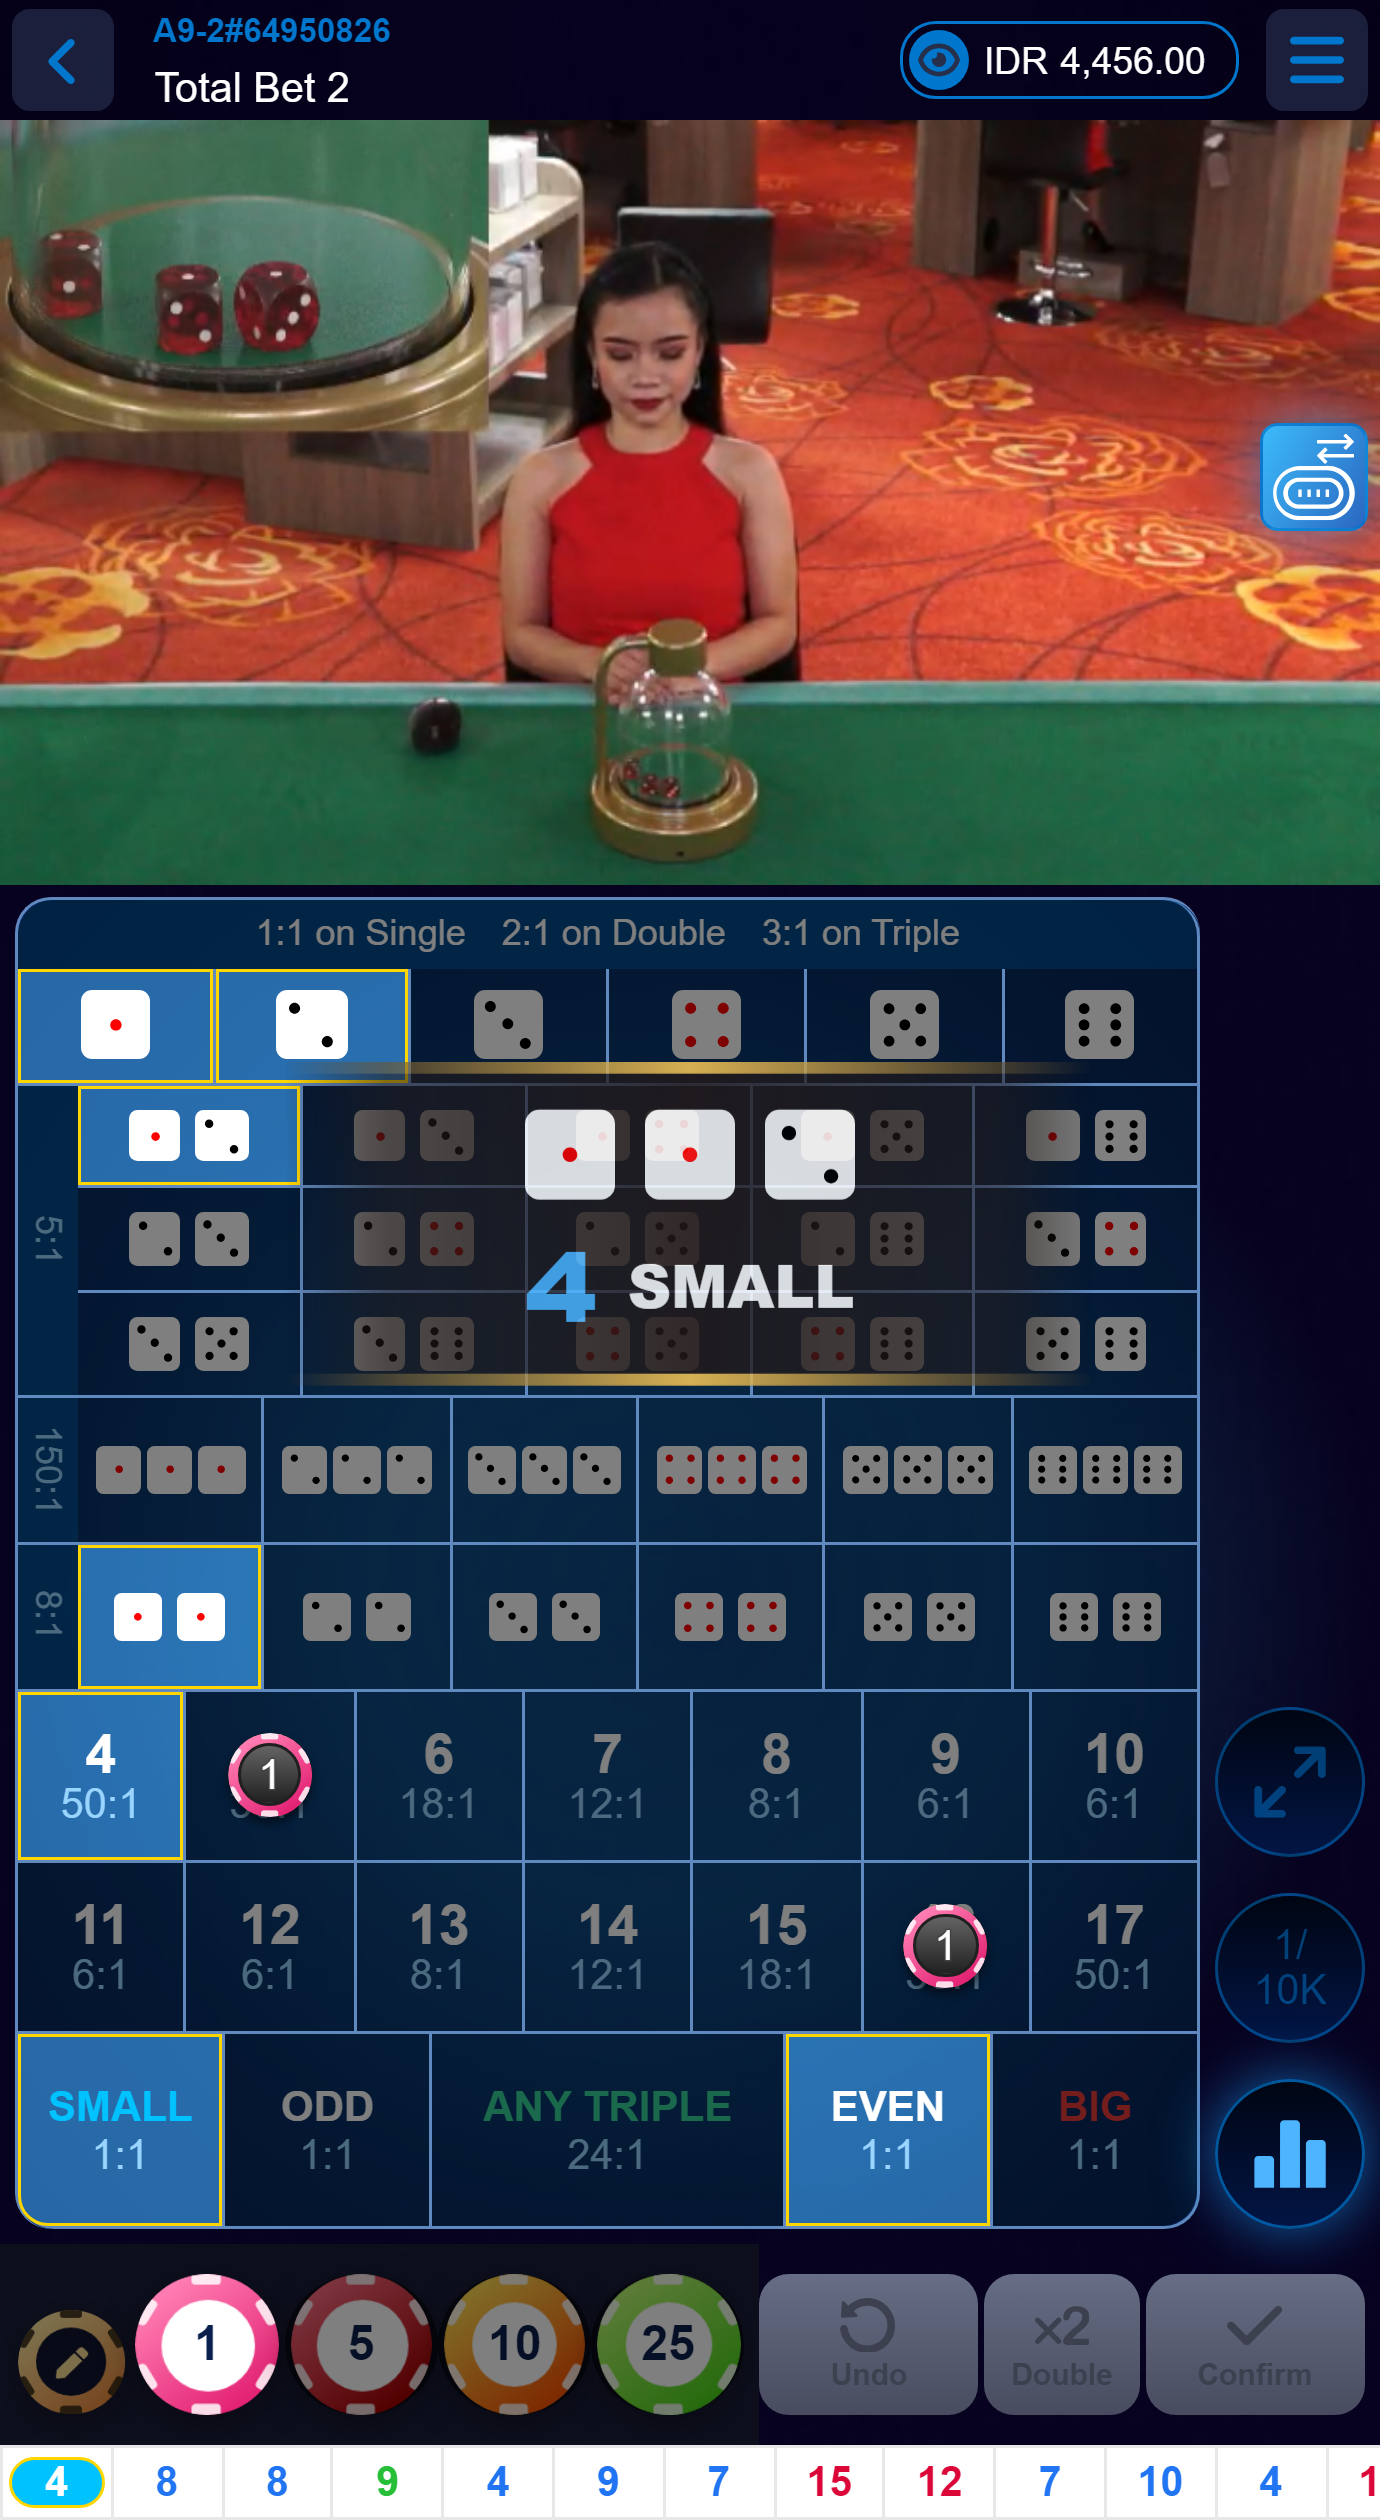 A9-2#64950826
Total Bet 2
IDR 4,456.00
1:1 on Single 2:1 on Double 3:1 on Triple
5:1
4 SMALL
150:1
8:1
4 1 6 7 8 9 10
50:1 18:1 12:1 8:1 6:1 6:1
11 12 13 14 15 1 17
6:1 6:1 8:1 12:1 18:1 50:1
1/
10K
SMALL ODD ANY TRIPLE EVEN BIG
1:1 1:1 24:1 1:1 1:1
1 5 10 25
x2
Undo Double Confirm
4 8 8 9 4 9 7 15 12 7 10 4